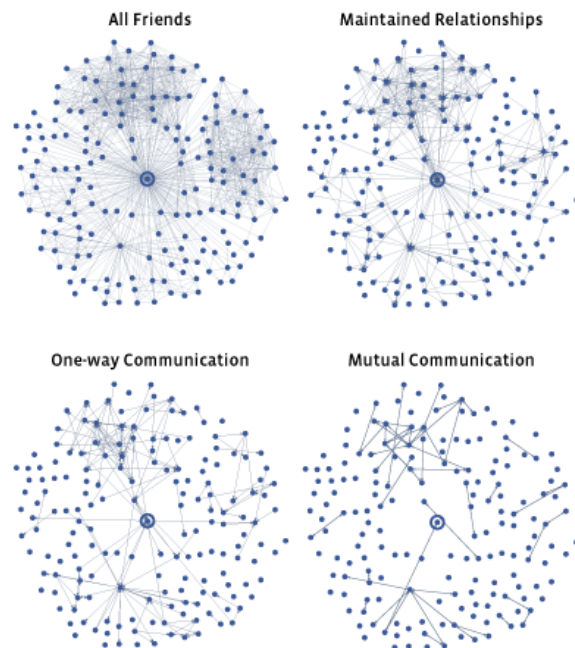 All Friends
Maintained Relationships
One-way Communication
Mutual Communication